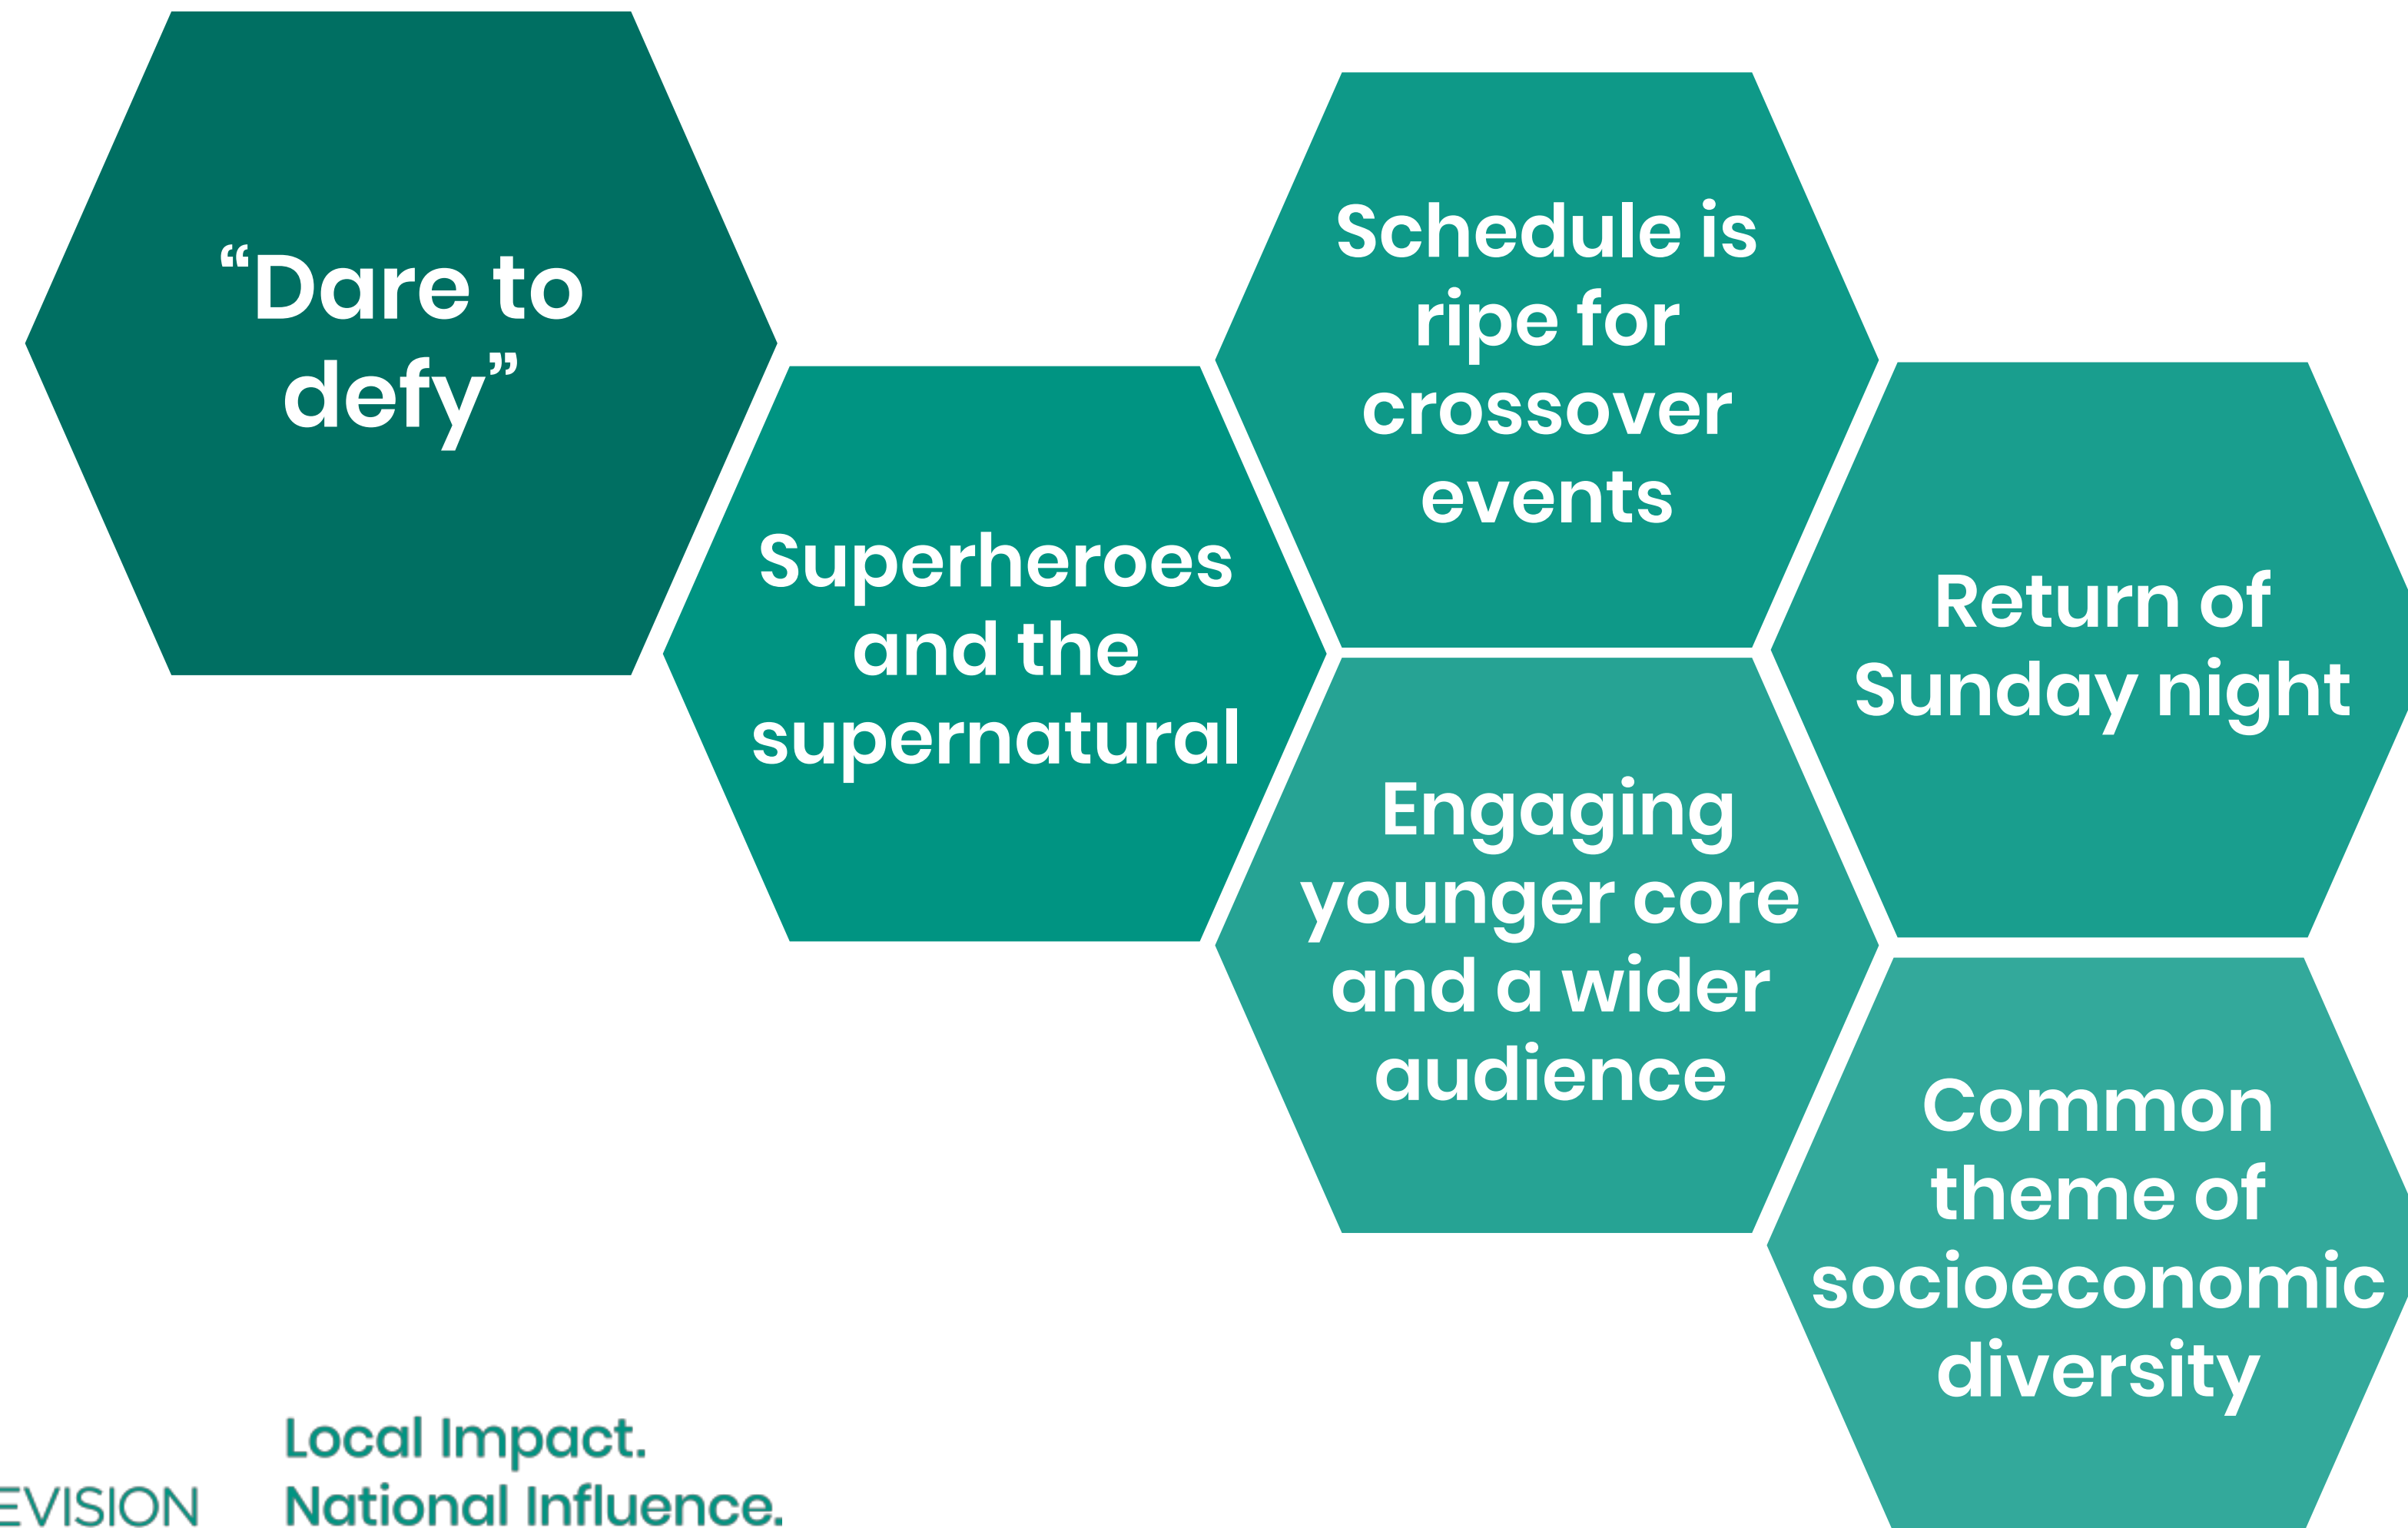 “Dare to
defy”
Superheroes
and the
supernatural
Schedule is
ripe for
crossover
events
Return of
Sunday night
Engaging
younger core
and a wider
audience
Common
theme of
socioeconomic
diversity
Local Impact.
National Influence.
EVISION